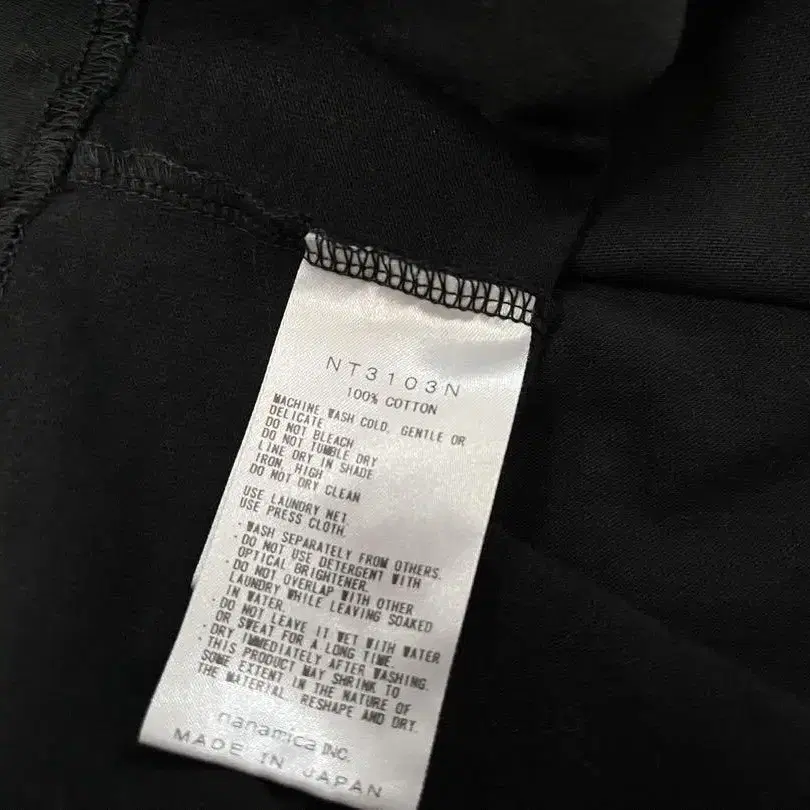 NT3103N
100% COTTON
MACHINE WASH COLD, GENTLE OR
DELICATE
DO NOT BLEACH
DO NOT TUMBLE DRY
LINE DRY IN SHADE
IRON, HIGH
DO NOT DRY CLEAN
USE LAUNDRY NET
USE PRESS CLOTH.
・WASH SEPARATELY FROM OTHERS.
・DO NOT USE DETERGENT WITH
OPTICAL BRIGHTENER.
・DO NOT OVERLAP WITH OTHER
LAUNDRY WHILE LEAVING SOAKED
IN WATER.
・DO NOT LEAVE IT WET WITH WATER
OR SWEAT FOR A LONG TIME.
・DRY IMMEDIATELY AFTER WASHING.
・THIS PRODUCT MAY SHRINK TO
SOME EXTENT IN THE NATURE OF
THE MATERIAL. RESHAPE AND DRY.
nanamica INC.
MADE IN JAPAN